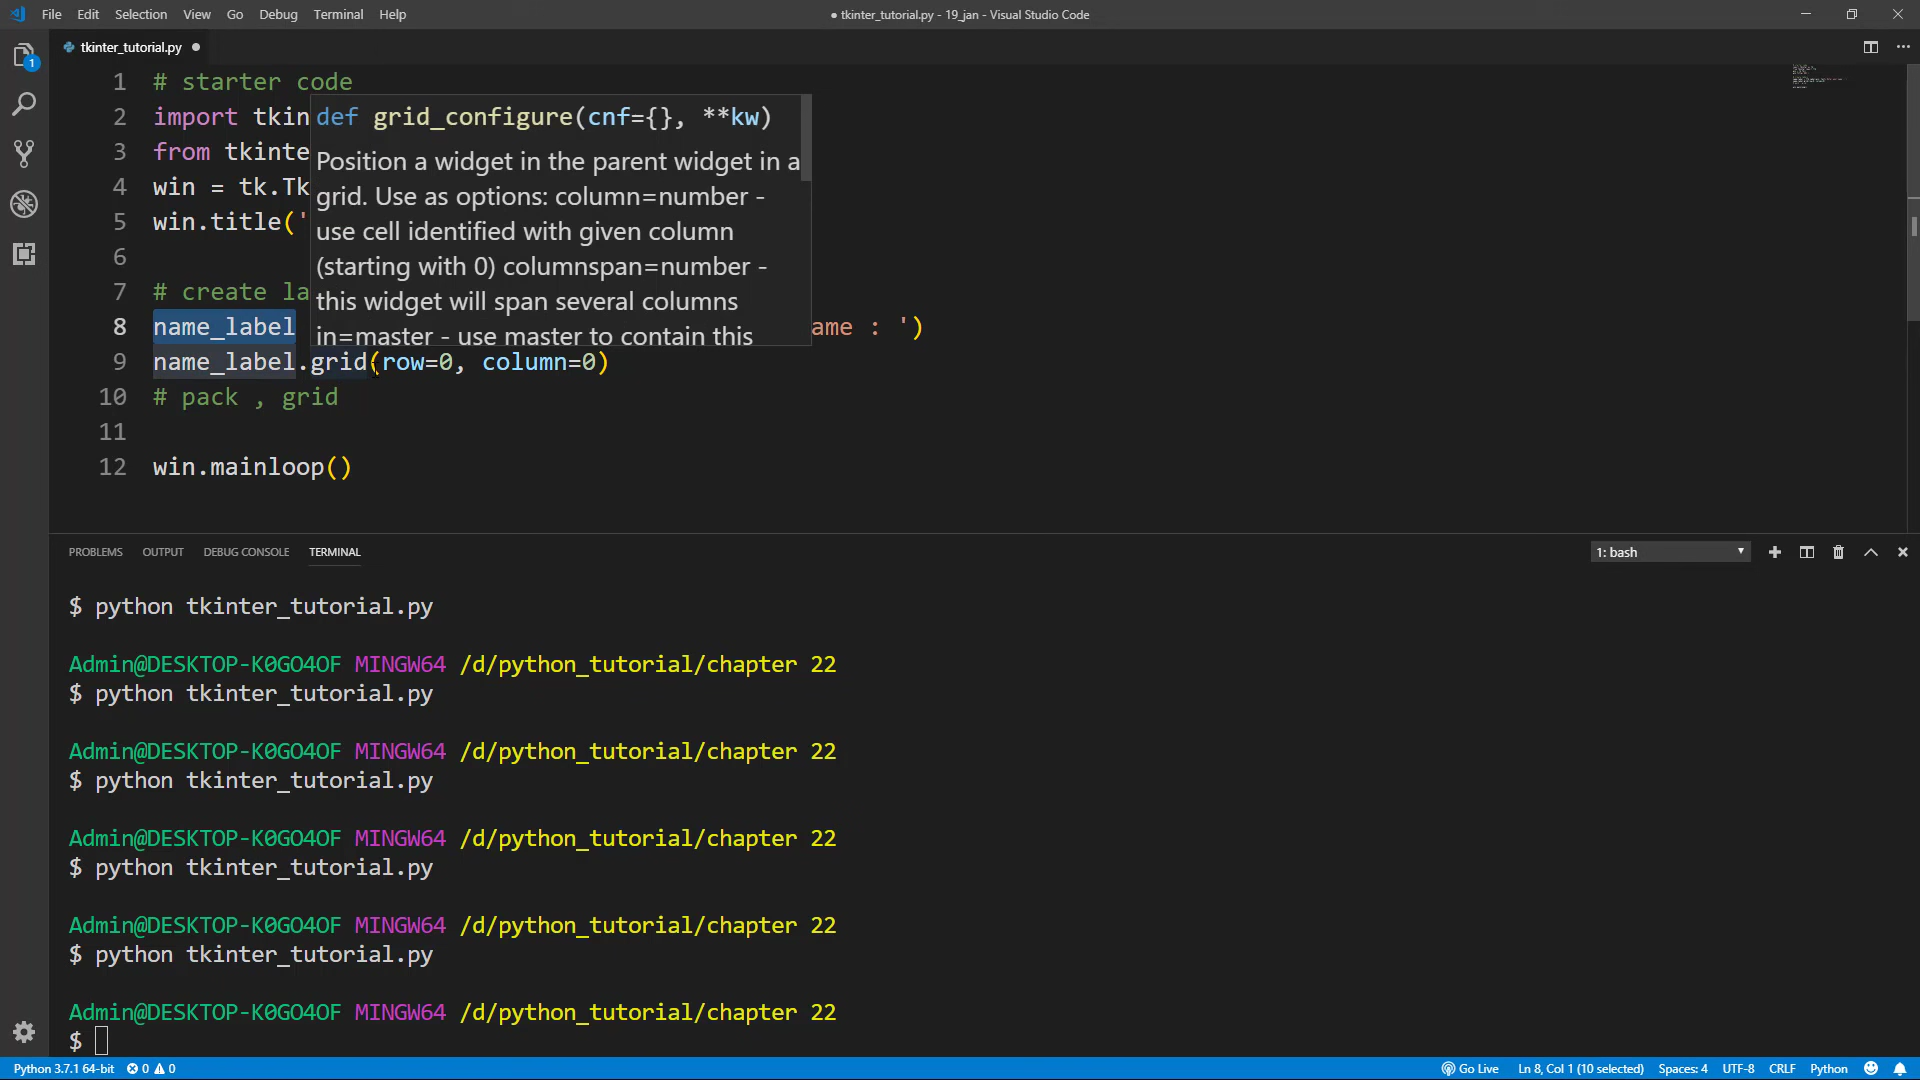 File Edit Selection View Go Debug Terminal Help
● tkinter_tutorial.py - 19_jan - Visual Studio Code
1
tkinter_tutorial.py ●
1 # starter code
2 import tkin
3 from tkinte
4 win = tk.Tk
5 win.title('
6
7 # create la
8 name_label ame : ')
9 name_label.grid(row=0, column=0)
10 # pack , grid
11
12 win.mainloop()
def grid_configure(cnf={}, **kw)
Position a widget in the parent widget in a
grid. Use as options: column=number -
use cell identified with given column
(starting with 0) columnspan=number -
this widget will span several columns
in=master - use master to contain this
PROBLEMS OUTPUT DEBUG CONSOLE TERMINAL
1: bash
$ python tkinter_tutorial.py
Admin@DESKTOP-K0GO4OF MINGW64 /d/python_tutorial/chapter 22
$ python tkinter_tutorial.py
Admin@DESKTOP-K0GO4OF MINGW64 /d/python_tutorial/chapter 22
$ python tkinter_tutorial.py
Admin@DESKTOP-K0GO4OF MINGW64 /d/python_tutorial/chapter 22
$ python tkinter_tutorial.py
Admin@DESKTOP-K0GO4OF MINGW64 /d/python_tutorial/chapter 22
$ python tkinter_tutorial.py
Admin@DESKTOP-K0GO4OF MINGW64 /d/python_tutorial/chapter 22
$
Python 3.7.1 64-bit 0 0 Go Live Ln 8, Col 1 (10 selected) Spaces: 4 UTF-8 CRLF Python